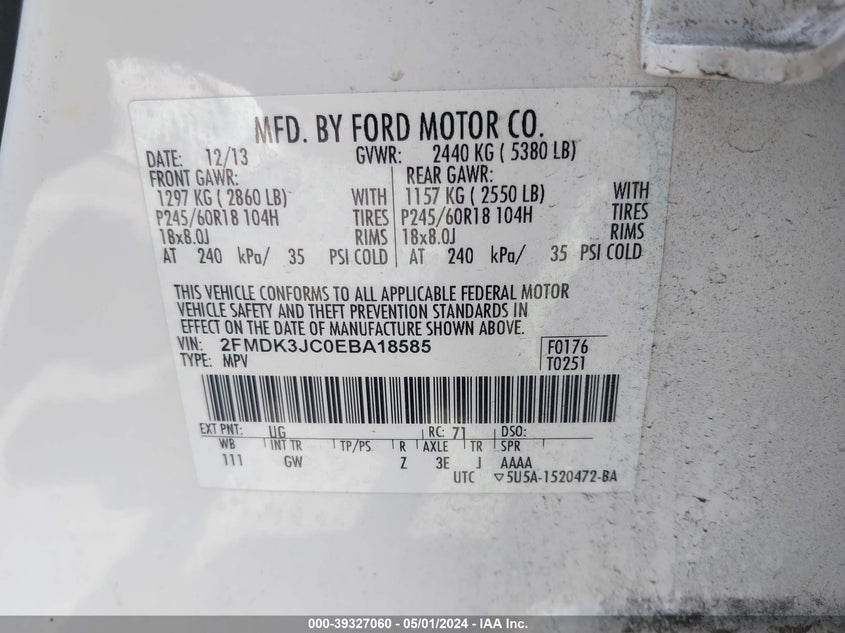 MFD. BY FORD MOTOR CO.
DATE: 12/13 GVWR: 2440 KG ( 5380 LB)
FRONT GAWR: REAR GAWR:
1297 KG ( 2860 LB) WITH 1157 KG ( 2550 LB) WITH
P245/60R18 104H TIRES P245/60R18 104H TIRES
18x8.0J RIMS 18x8.0J RIMS
AT 240 kPa/ 35 PSI COLD AT 240 kPa/ 35 PSI COLD
THIS VEHICLE CONFORMS TO ALL APPLICABLE FEDERAL MOTOR
VEHICLE SAFETY AND THEFT PREVENTION STANDARDS IN
EFFECT ON THE DATE OF MANUFACTURE SHOWN ABOVE.
VIN: 2FMDK3JC0EBA18585 F0176
TYPE: MPV T0251
EXT PNT: UG RC: 71 DSO:
WB INT TR TP/PS R AXLE TR SPR
111 GW Z 3E J AAAA
UTC ▽5U5A-1520472-BA
000-39327060 - 05/01/2024 - IAA Inc.